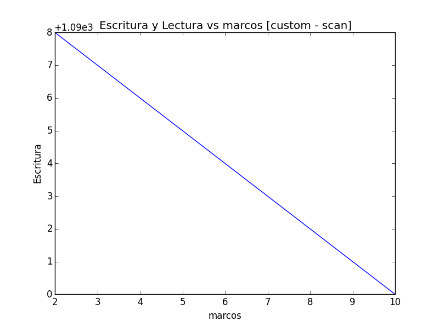 +1.09e3
Escritura y Lectura vs marcos [custom - scan]
8
7
6
5
4
3
2
1
0
Escritura
2 3 4 5 6 7 8 9 10
marcos